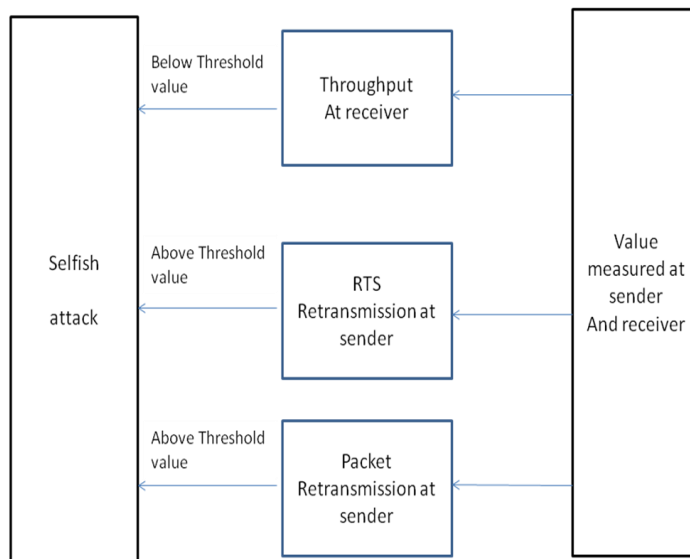 Below Threshold
value
Throughput
At receiver
Above Threshold
value
Selfish
attack
RTS
Retransmission at
sender
Value
measured at
sender
And receiver
Above Threshold
value
Packet
Retransmission at
sender